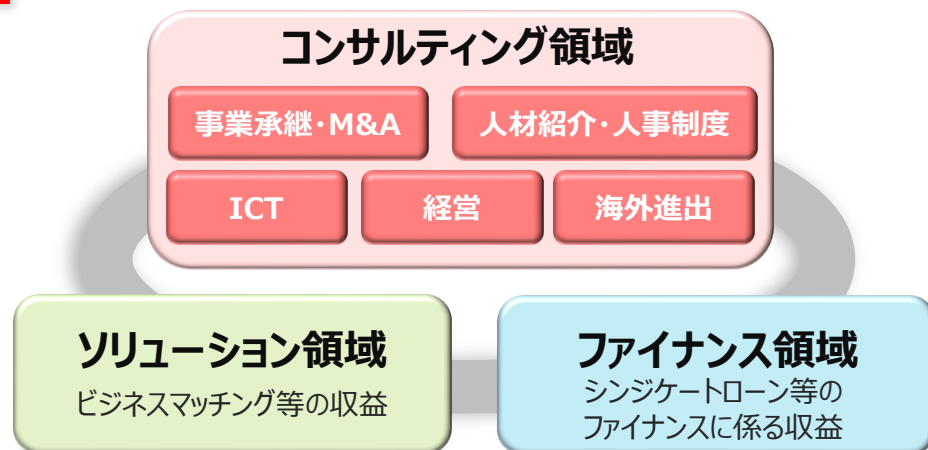 コンサルティング領域
事業承継・M&A
人材紹介・人事制度
ICT
経営
海外進出
ソリューション領域
ビジネスマッチング等の収益
ファイナンス領域
シンジケートローン等の
ファイナンスに係る収益